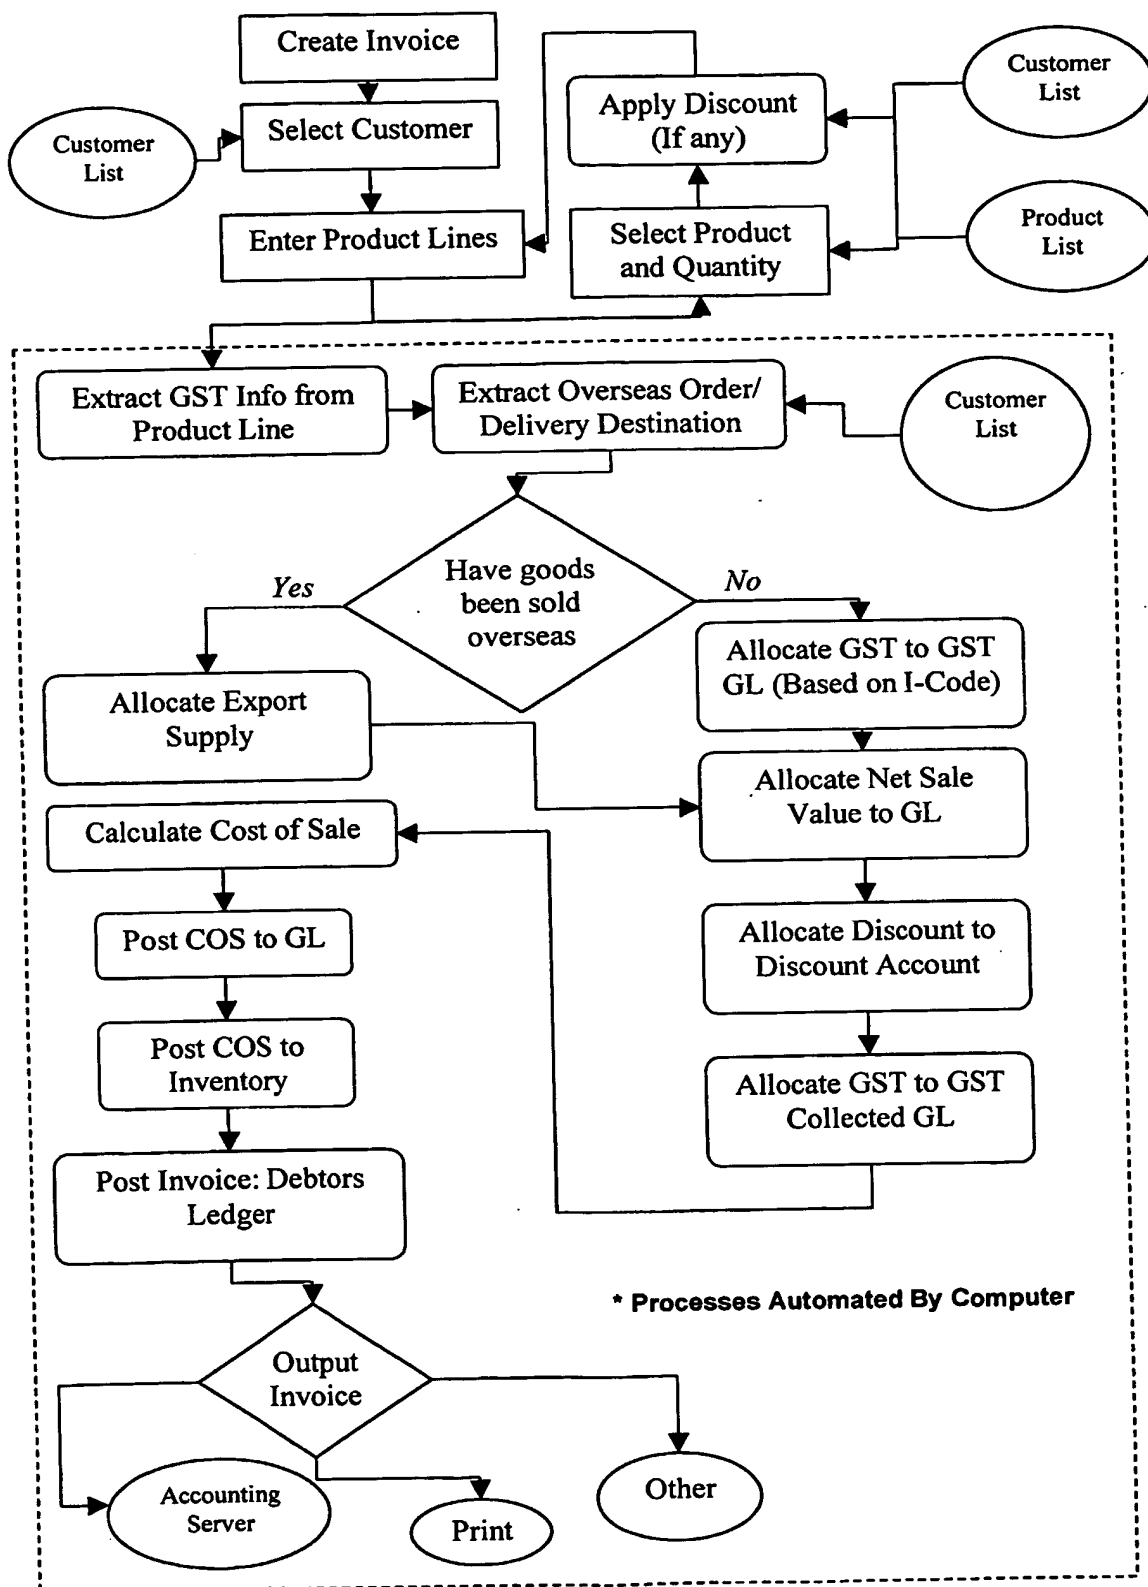 Create Invoice
Select Customer
Customer
List
Enter Product Lines
Apply Discount
(If any)
Select Product
and Quantity
Customer
List
Product
List
Extract GST Info from
Product Line
Extract Overseas Order/
Delivery Destination
Customer
List
Have goods
been sold
overseas
Yes
No
Allocate Export
Supply
Allocate GST to GST
GL (Based on I-Code)
Allocate Net Sale
Value to GL
Allocate Discount to
Discount Account
Allocate GST to GST
Collected GL
Calculate Cost of Sale
Post COS to GL
Post COS to
Inventory
Post Invoice: Debtors
Ledger
* Processes Automated By Computer
Output
Invoice
Accounting
Server
Print
Other